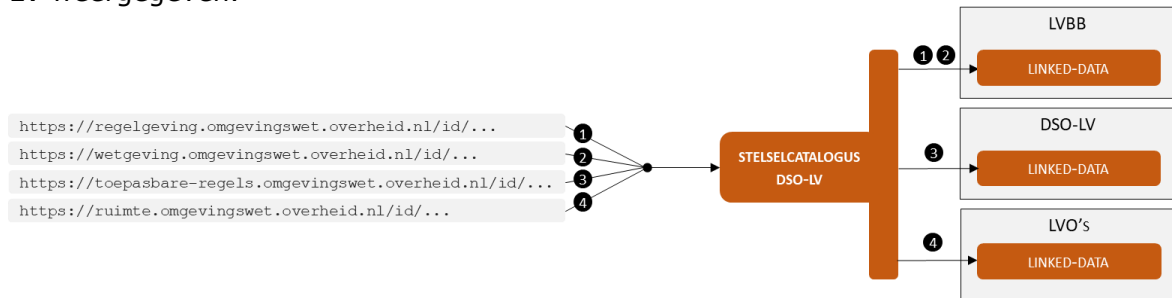 LV weergegeven.
LVBB
1 2
LINKED-DATA
https://regelgeving.omgevingswet.overheid.nl/id/...
1
https://wetgeving.omgevingswet.overheid.nl/id/...
2
https://toepasbare-regels.omgevingswet.overheid.nl/id/...
3
https://ruimte.omgevingswet.overheid.nl/id/...
4
STELSELCATALOGUS
DSO-LV
DSO-LV
3
LINKED-DATA
LVO's
4
LINKED-DATA